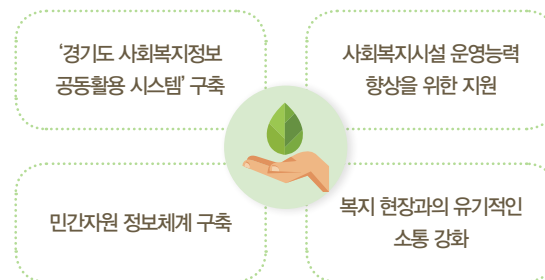 ‘경기도 사회복지정보
공동활용 시스템’ 구축
사회복지시설 운영능력
향상을 위한 지원
민간자원 정보체계 구축
복지 현장과의 유기적인
소통 강화